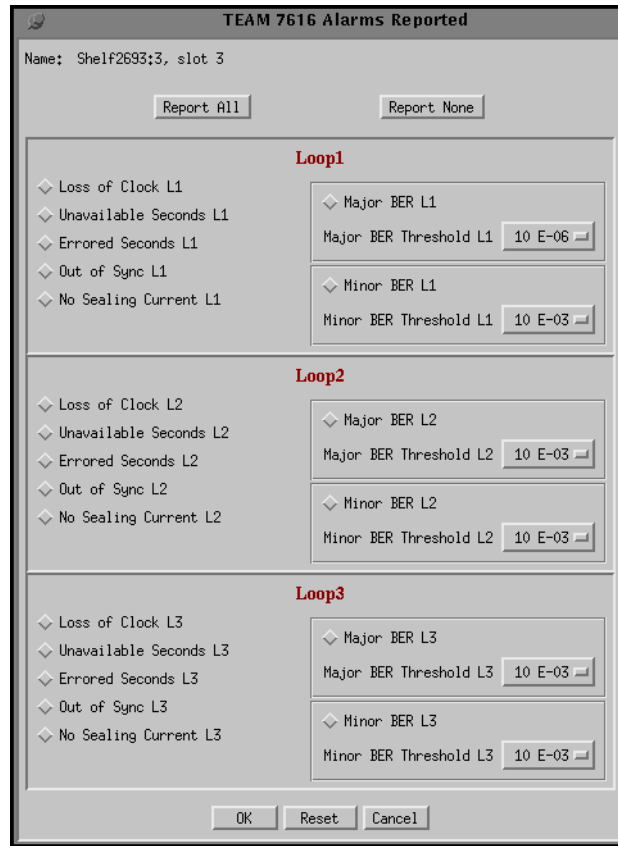 TEAM 7616 Alarms Reported
Name: Shelf2693:3, slot 3
Report All
Report None
Loop1
Loss of Clock L1
Unavailable Seconds L1
Errored Seconds L1
Out of Sync L1
No Sealing Current L1
Major BER L1
Major BER Threshold L1 10 E-06
Minor BER L1
Minor BER Threshold L1 10 E-03
Loop2
Loss of Clock L2
Unavailable Seconds L2
Errored Seconds L2
Out of Sync L2
No Sealing Current L2
Major BER L2
Major BER Threshold L2 10 E-03
Minor BER L2
Minor BER Threshold L2 10 E-03
Loop3
Loss of Clock L3
Unavailable Seconds L3
Errored Seconds L3
Out of Sync L3
No Sealing Current L3
Major BER L3
Major BER Threshold L3 10 E-03
Minor BER L3
Minor BER Threshold L3 10 E-03
OK
Reset
Cancel